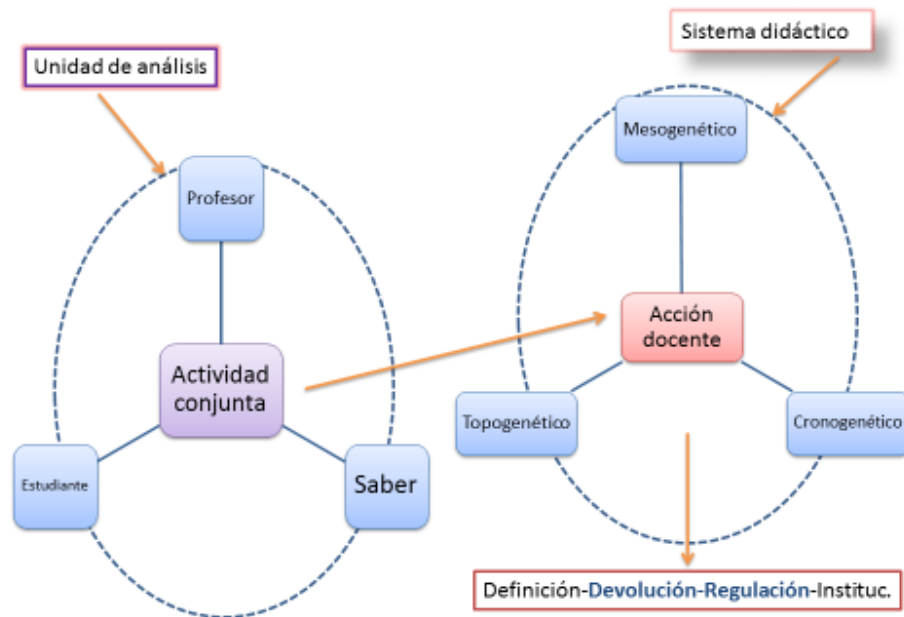 Sistema didáctico
Unidad de análisis
Mesogenético
Profesor
Acción
docente
Actividad
conjunta
Topogenético
Cronogenético
Estudiante
Saber
Definición-Devolución-Regulación-Instituc.